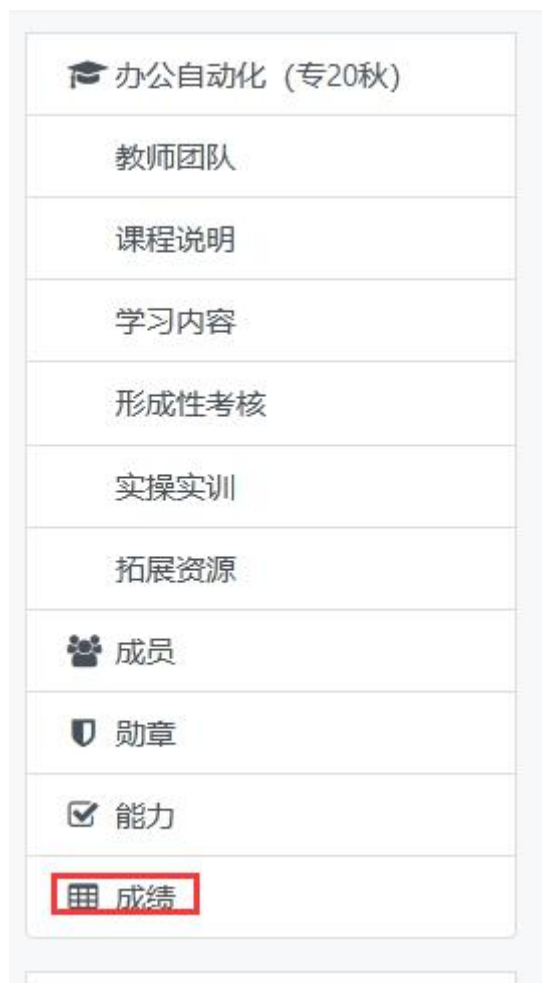 办公自动化 (专20秋)
教师团队
课程说明
学习内容
形成性考核
实操实训
拓展资源
成员
勋章
能力
成绩